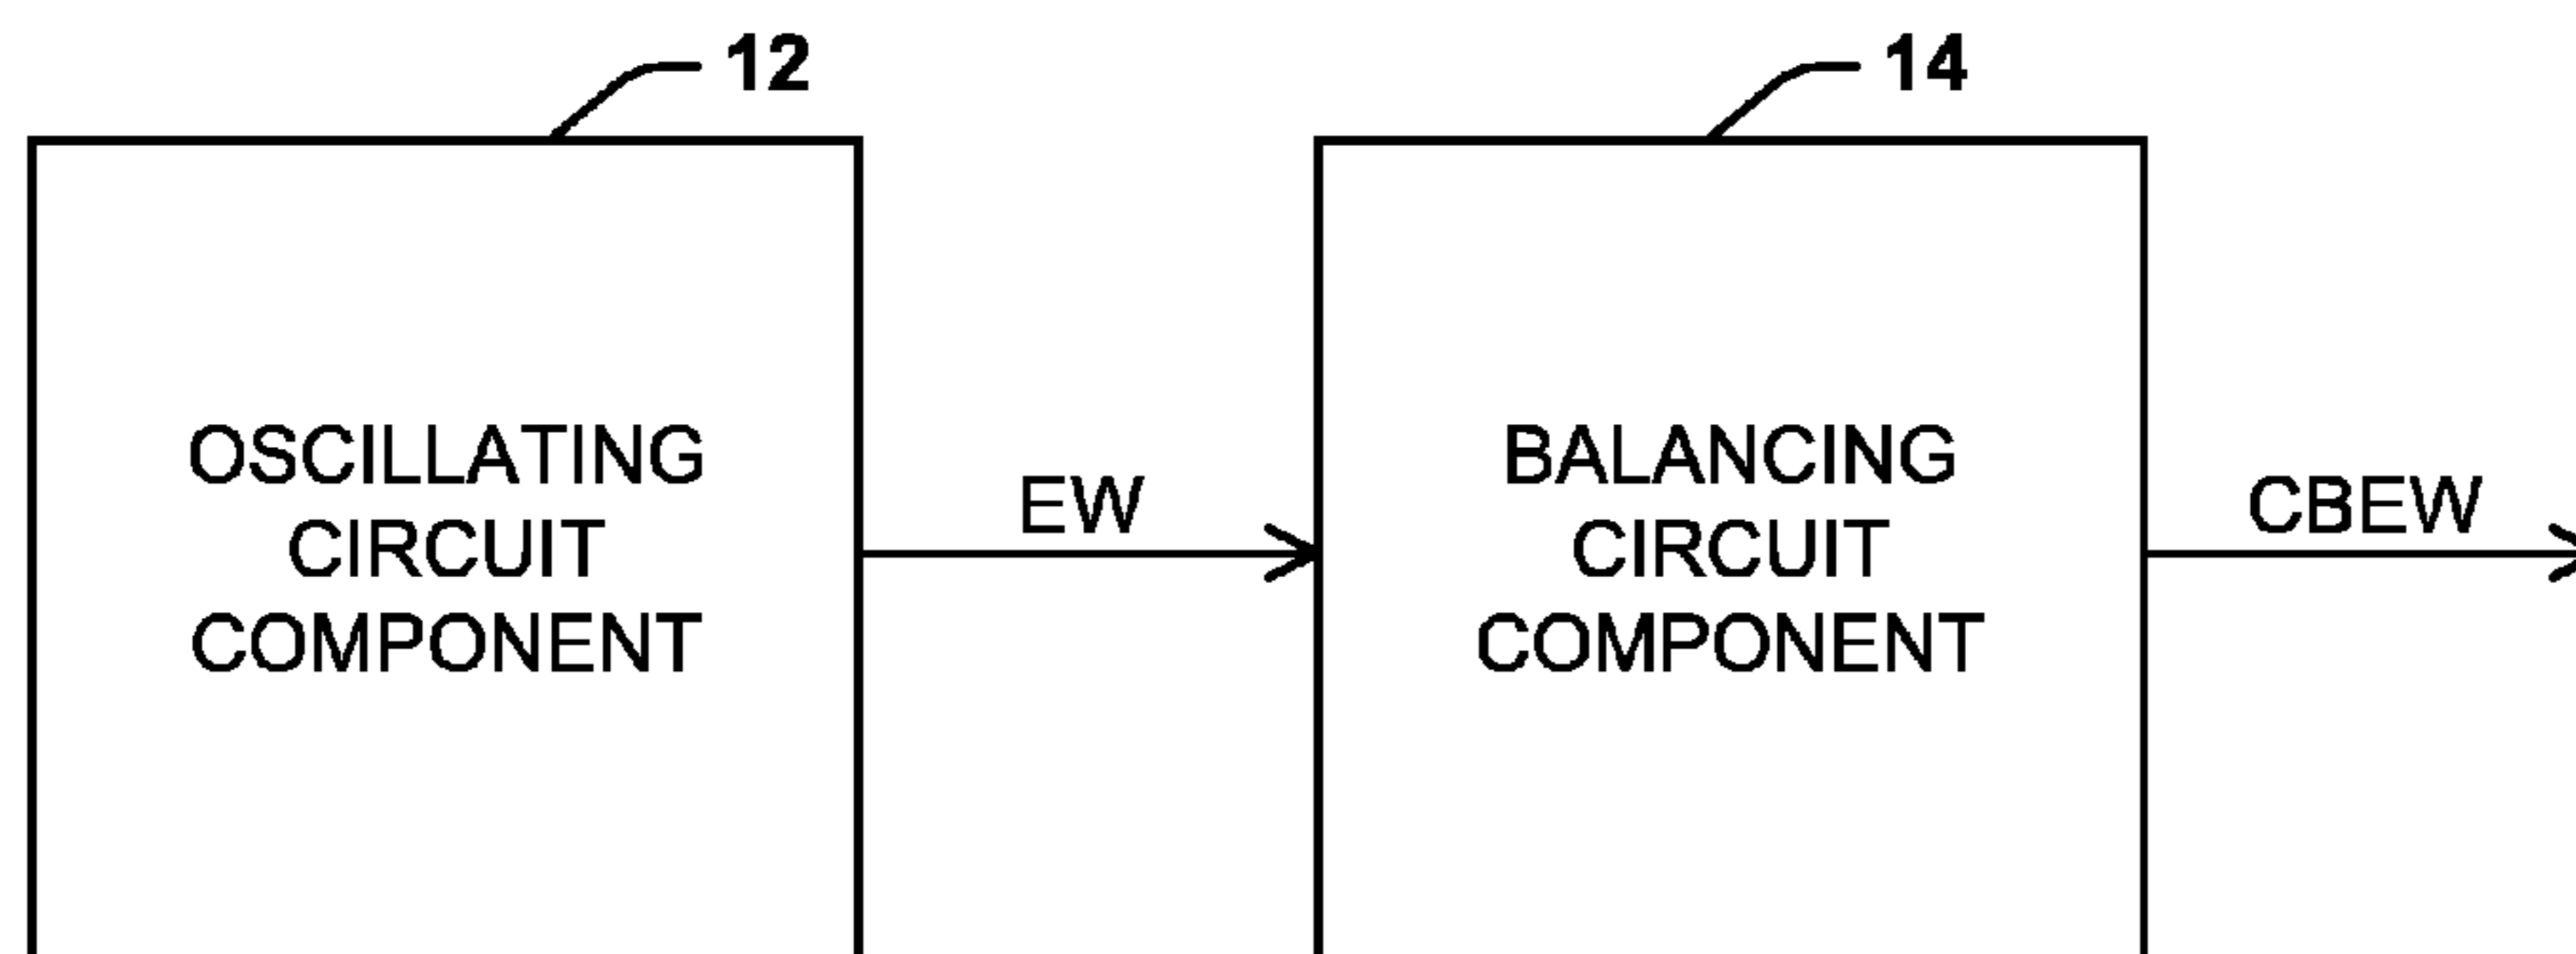 12
14
OSCILLATING
CIRCUIT
COMPONENT
EW
BALANCING
CIRCUIT
COMPONENT
CBEW